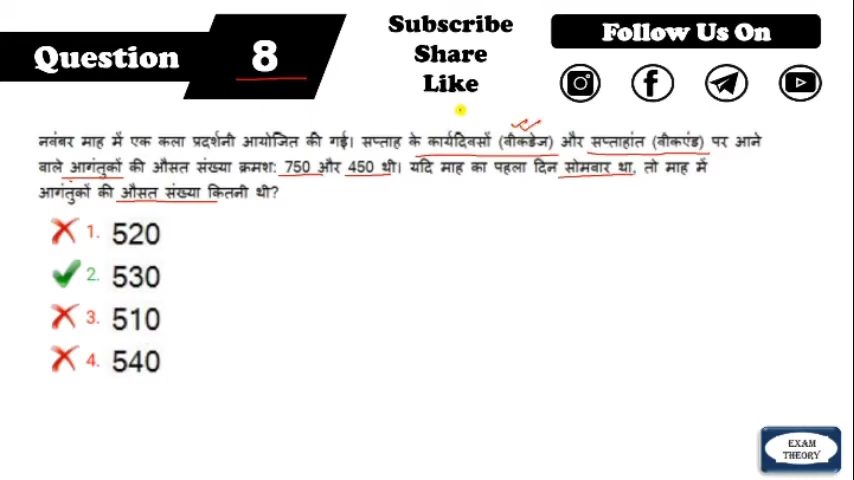 Question 8
Subscribe
Share
Like
Follow Us On
नवंबर माह में एक कला प्रदर्शनी आयोजित की गई। सप्ताह के कार्यदिवसों (वीकडेज) और सप्ताहांत (वीकएंड) पर आने
वाले आगंतुकों की औसत संख्या क्रमश: 750 और 450 थी। यदि माह का पहला दिन सोमवार था, तो माह में
आगंतुकों की औसत संख्या कितनी थी?
1. 520
2. 530
3. 510
4. 540
EXAM
THEORY